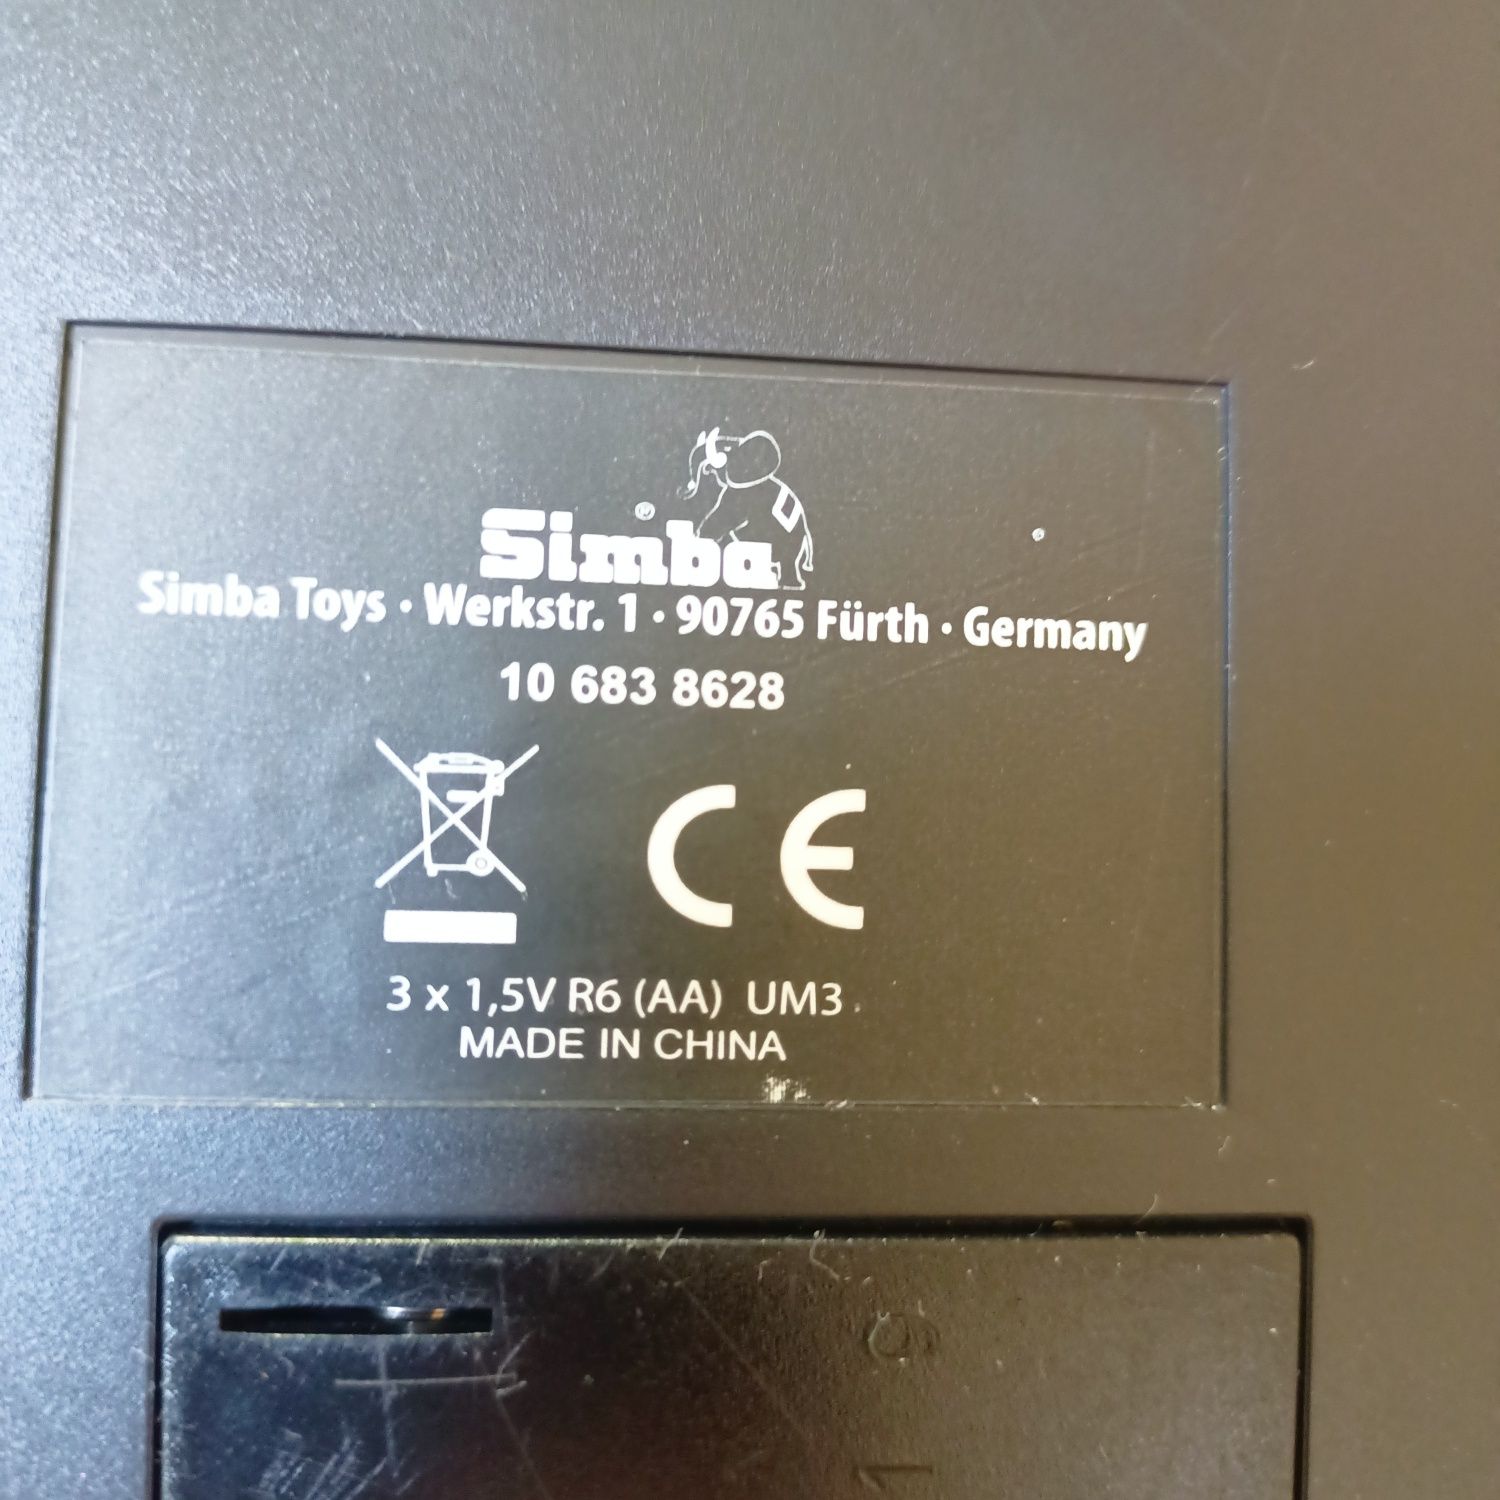 Simba®
Simba Toys • Werkstr. 1 • 90765 Fürth • Germany
10 683 8628
CE
3 x 1,5V R6 (AA) UM3
MADE IN CHINA